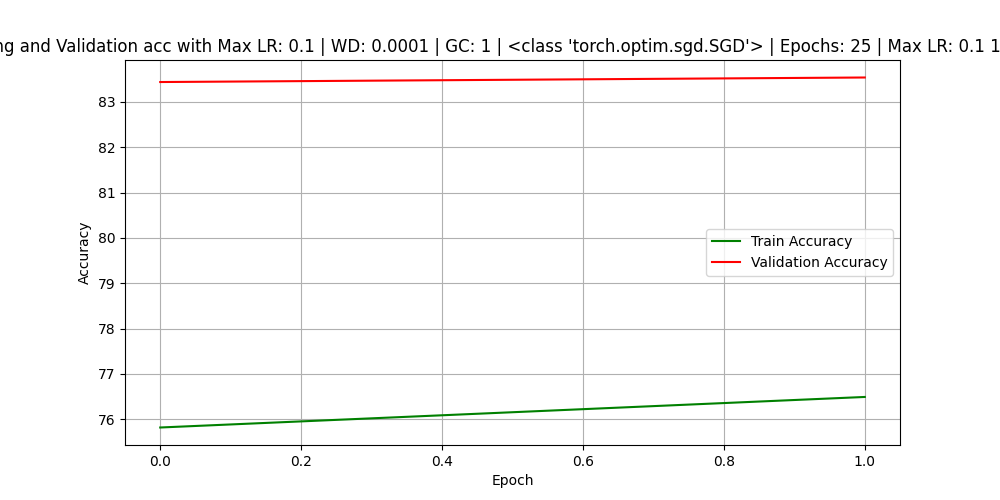 ng and Validation acc with Max LR: 0.1 | WD: 0.0001 | GC: 1 | <class 'torch.optim.sgd.SGD'> | Epochs: 25 | Max LR: 0.1 1
83
82
81
80
79
78
77
76
Accuracy
Train Accuracy
Validation Accuracy
0.0 0.2 0.4 0.6 0.8 1.0
Epoch